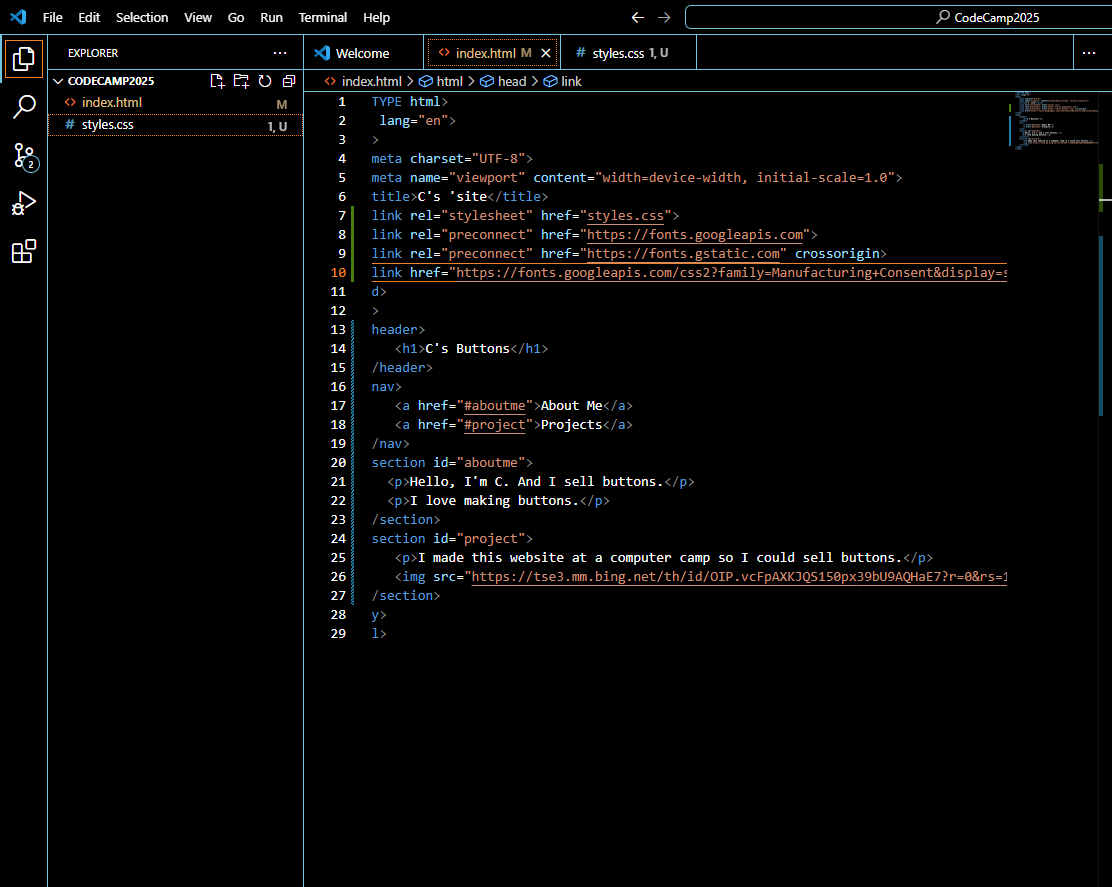 File Edit Selection View Go Run Terminal Help
CodeCamp2025
EXPLORER
Welcome
index.html M
styles.css 1, U
CODECAMP2025
index.html M
styles.css 1, U
2
index.html > html > head > link
1 TYPE html>
2 lang="en">
3 >
4 meta charset="UTF-8">
5 meta name="viewport" content="width=device-width, initial-scale=1.0">
6 title>C's 'site</title>
7 link rel="stylesheet" href="styles.css">
8 link rel="preconnect" href="https://fonts.googleapis.com">
9 link rel="preconnect" href="https://fonts.gstatic.com" crossorigin>
10 link href="https://fonts.googleapis.com/css2?family=Manufacturing+Consent&display=s
11 d>
12 >
13 header>
14 <h1>C's Buttons</h1>
15 /header>
16 nav>
17 <a href="#aboutme">About Me</a>
18 <a href="#project">Projects</a>
19 /nav>
20 section id="aboutme">
21 <p>Hello, I'm C. And I sell buttons.</p>
22 <p>I love making buttons.</p>
23 /section>
24 section id="project">
25 <p>I made this website at a computer camp so I could sell buttons.</p>
26 <img src="https://tse3.mm.bing.net/th/id/OIP.vcFpAXKJQS150px39bU9AQHaE7?r=0&rs=1
27 /section>
28 y>
29 l>